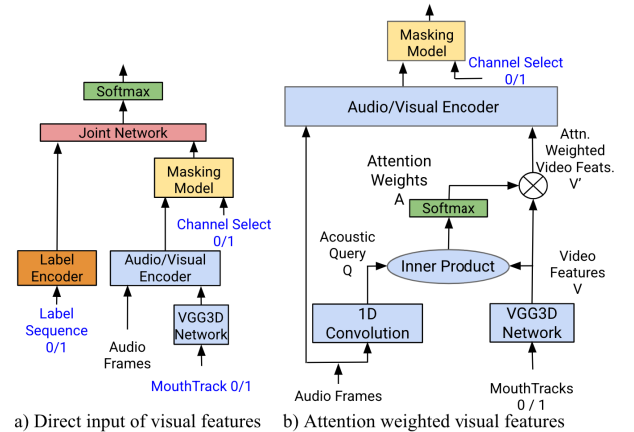 Softmax
Joint Network
Masking
Model
Channel Select
0/1
Label
Encoder
Audio/Visual
Encoder
Label
Sequence
0/1
Audio
Frames
VGG3D
Network
MouthTrack 0/1
a) Direct input of visual features
Masking
Model
Channel Select
0/1
Audio/Visual Encoder
Attention
Weights
A
Attn.
Weighted
Video Feats.
V'
Softmax
Acoustic
Query
Q
Inner Product
Video
Features
V
1D
Convolution
VGG3D
Network
Audio Frames
MouthTracks
0 / 1
b) Attention weighted visual features